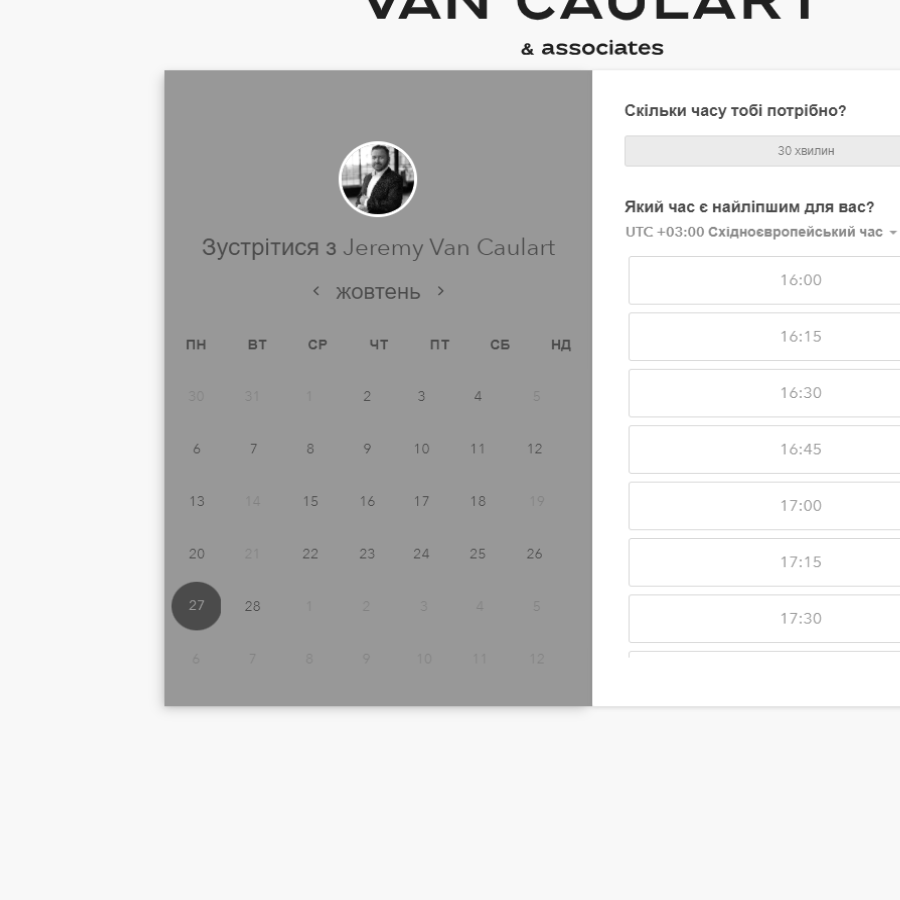 VAN CAULART
& associates
Зустрітися з Jeremy Van Caulart
жовтень
ПН ВТ СР ЧТ ПТ СБ НД
30 31 1 2 3 4 5
6 7 8 9 10 11 12
13 14 15 16 17 18 19
20 21 22 23 24 25 26
27 28 1 2 3 4 5
6 7 8 9 10 11 12
Скільки часу тобі потрібно?
30 хвилин
Який час є найліпшим для вас?
UTC +03:00 Східноєвропейський час
16:00
16:15
16:30
16:45
17:00
17:15
17:30